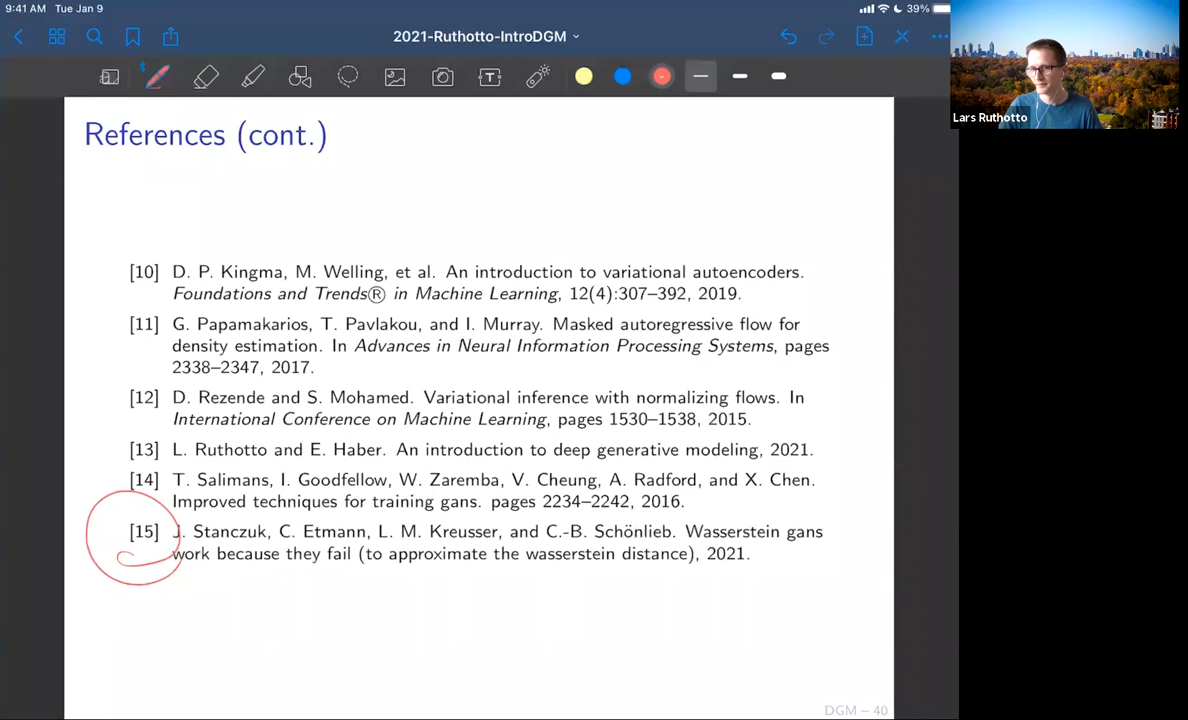 9:41 AM Tue Jan 9
39%
2021-Ruthotto-IntroDGM
T
Lars Ruthotto
References (cont.)
[10] D. P. Kingma, M. Welling, et al. An introduction to variational autoencoders.
Foundations and Trends® in Machine Learning, 12(4):307–392, 2019.
[11] G. Papamakarios, T. Pavlakou, and I. Murray. Masked autoregressive flow for
density estimation. In Advances in Neural Information Processing Systems, pages
2338–2347, 2017.
[12] D. Rezende and S. Mohamed. Variational inference with normalizing flows. In
International Conference on Machine Learning, pages 1530–1538, 2015.
[13] L. Ruthotto and E. Haber. An introduction to deep generative modeling, 2021.
[14] T. Salimans, I. Goodfellow, W. Zaremba, V. Cheung, A. Radford, and X. Chen.
Improved techniques for training gans. pages 2234–2242, 2016.
[15] J. Stanczuk, C. Etmann, L. M. Kreusser, and C.-B. Schönlieb. Wasserstein gans
work because they fail (to approximate the wasserstein distance), 2021.
DGM – 40